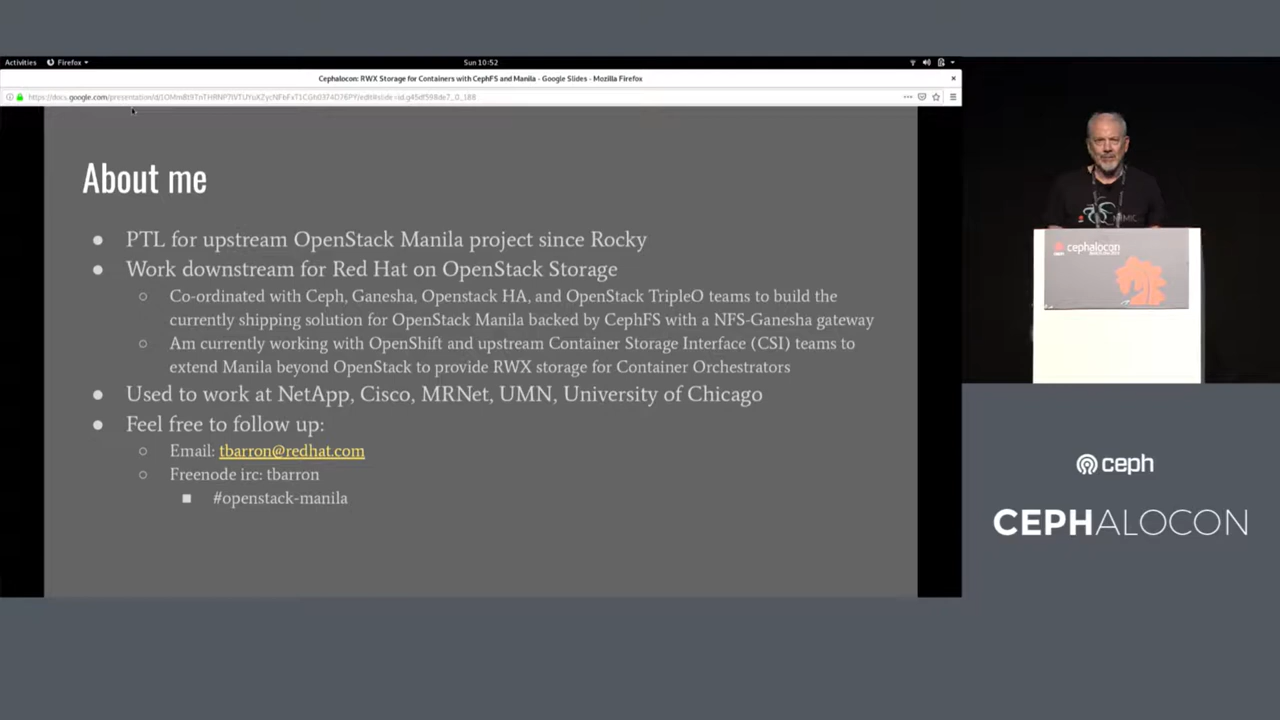 Activities
Firefox
Sun 10:52
Cephalocon: RWX Storage for Containers with CephFS and Manila - Google Slides - Mozilla Firefox
About me
PTL for upstream OpenStack Manila project since Rocky
Work downstream for Red Hat on OpenStack Storage
Co-ordinated with Ceph, Ganesha, Openstack HA, and OpenStack TripleO teams to build the
currently shipping solution for OpenStack Manila backed by CephFS with a NFS-Ganesha gateway
Am currently working with OpenShift and upstream Container Storage Interface (CSI) teams to
extend Manila beyond OpenStack to provide RWX storage for Container Orchestrators
Used to work at NetApp, Cisco, MRNet, UMN, University of Chicago
Feel free to follow up:
Email: tbarron@redhat.com
Freenode irc: tbarron
#openstack-manila
MIMIC
cephalocon
ceph
CEPHALOCON